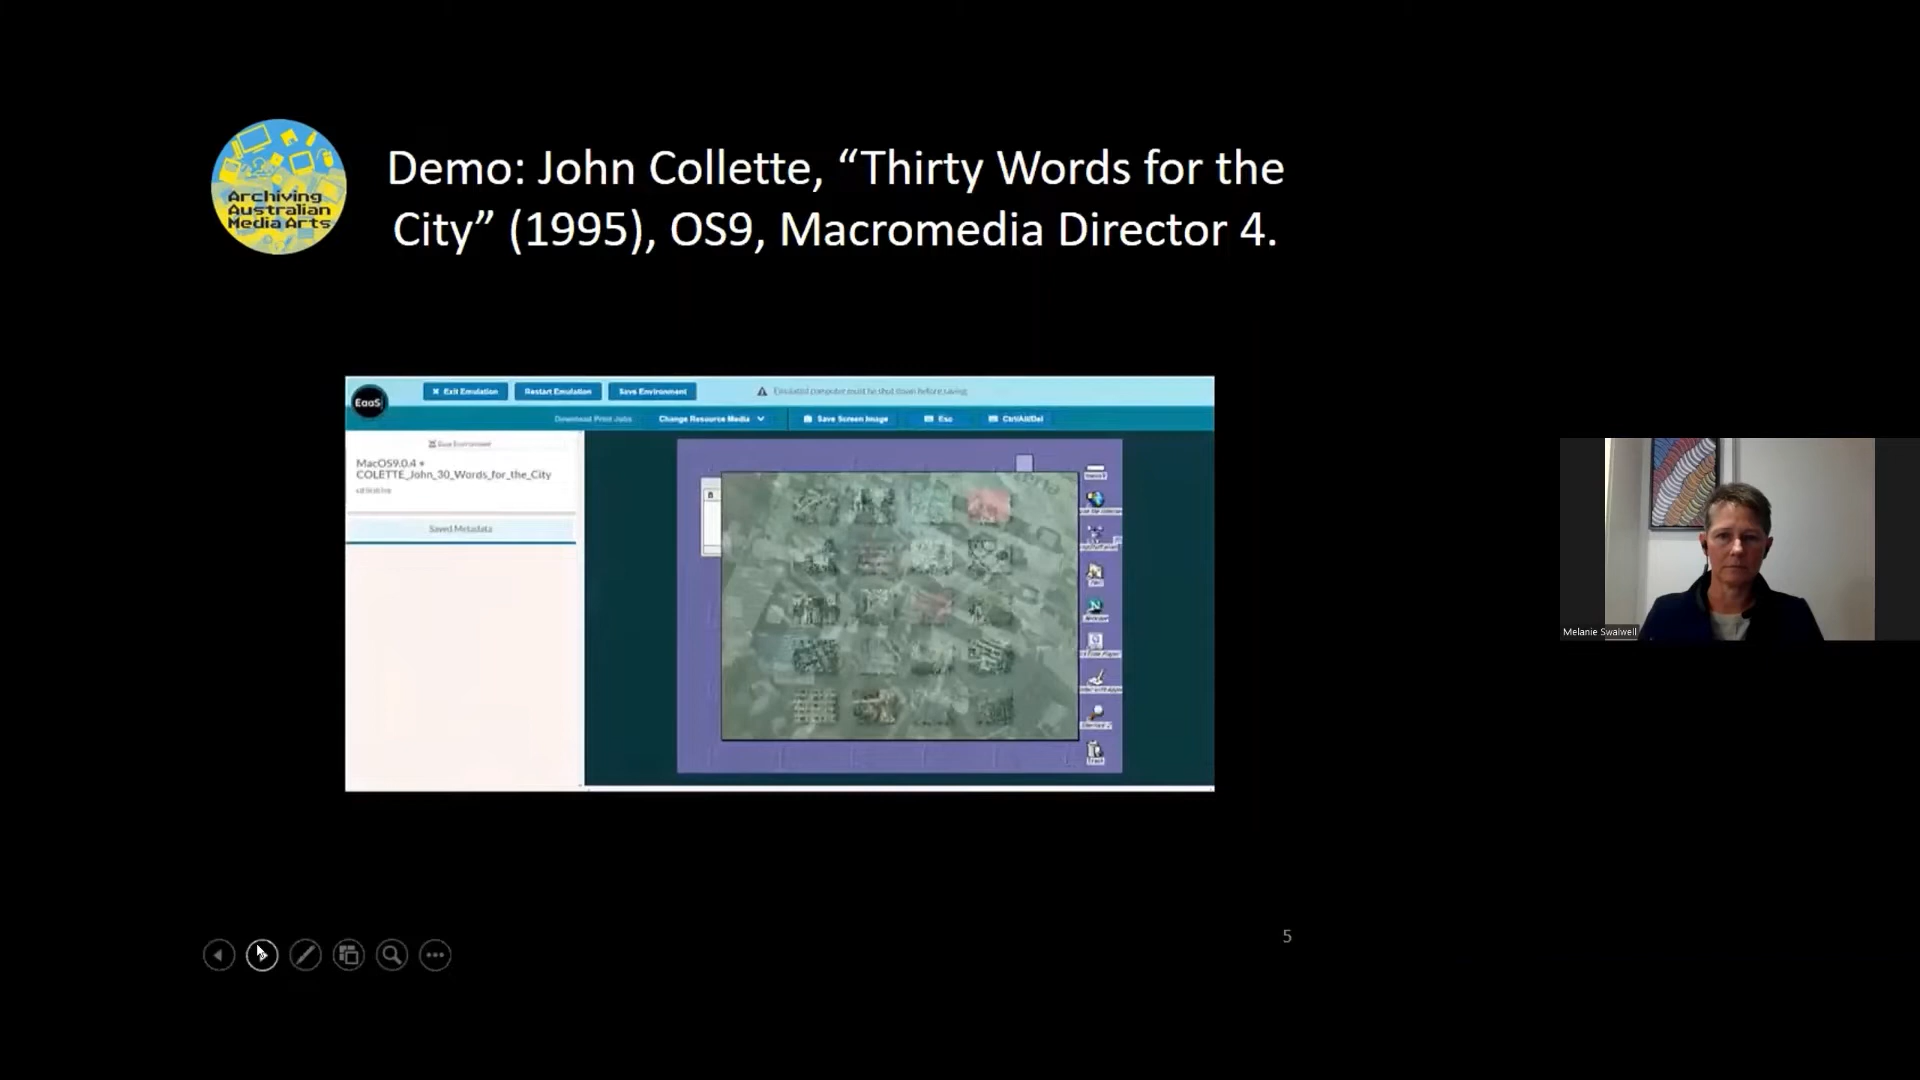 Archiving
Australian
Media Arts
Demo: John Collette, “Thirty Words for the
City” (1995), OS9, Macromedia Director 4.
EaaS
Exit Emulation
Restart Emulation
Save Environment
Emulated computer must be shut down before saving.
Download Print Jobs
Change Resource Media
Save Screen Image
Esc
Ctrl/Alt/Del
Base Environment
MacOS9.0.4 +
COLETTE_John_30_Words_for_the_City
Saved Metadata
Melanie Swalwell
5